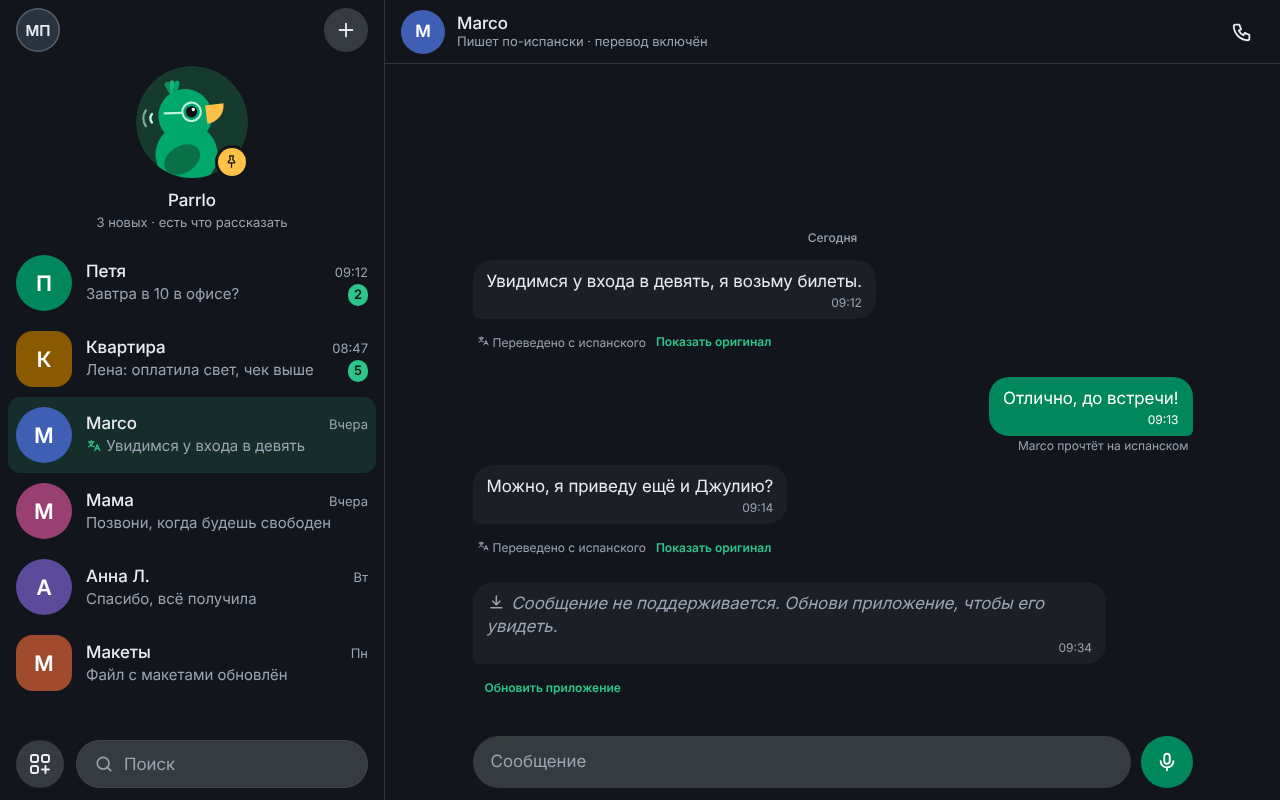 МП
Parrlo
3 новых · есть что рассказать
П
Петя
09:12
Завтра в 10 в офисе?
2
К
Квартира
08:47
Лена: оплатила свет, чек выше
5
M
Marco
Вчера
Увидимся у входа в девять
М
Мама
Вчера
Позвони, когда будешь свободен
А
Анна Л.
Вт
Спасибо, всё получила
М
Макеты
Пн
Файл с макетами обновлён
Поиск
M
Marco
Пишет по-испански · перевод включён
Сегодня
Увидимся у входа в девять, я возьму билеты.
09:12
Переведено с испанского Показать оригинал
Отлично, до встречи!
09:13
Marco прочтёт на испанском
Можно, я приведу ещё и Джулию?
09:14
Переведено с испанского Показать оригинал
Сообщение не поддерживается. Обнови приложение, чтобы его
увидеть.
09:34
Обновить приложение
Сообщение